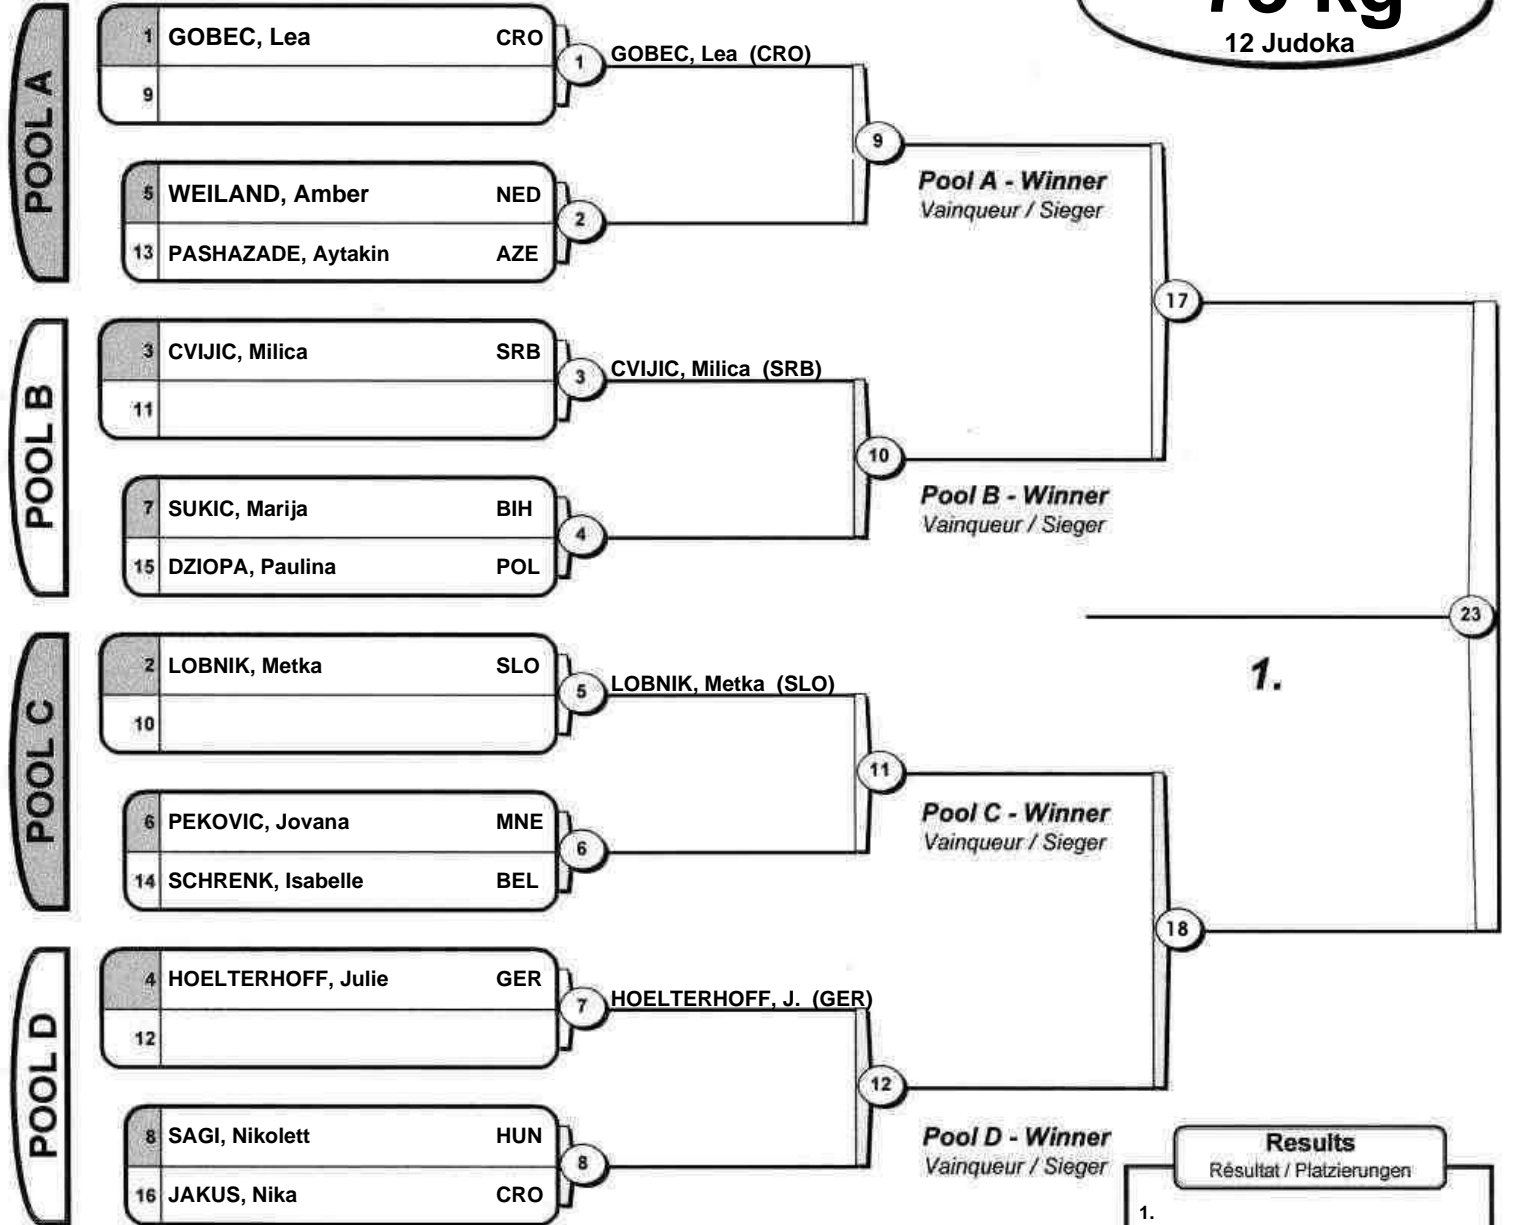 12 Judoka
POOL A
1 GOBEC, Lea CRO
9
1
GOBEC, Lea (CRO)
5 WEILAND, Amber NED
13 PASHAZADE, Aytakin AZE
2
9
Pool A - Winner
Vainqueur / Sieger
POOL B
3 CVIJIC, Milica SRB
11
3
CVIJIC, Milica (SRB)
7 SUKIC, Marija BIH
15 DZIOPA, Paulina POL
4
10
Pool B - Winner
Vainqueur / Sieger
17
23
1.
POOL C
2 LOBNIK, Metka SLO
10
5
LOBNIK, Metka (SLO)
6 PEKOVIC, Jovana MNE
14 SCHRENK, Isabelle BEL
6
11
Pool C - Winner
Vainqueur / Sieger
18
POOL D
4 HOELTERHOFF, Julie GER
12
7
HOELTERHOFF, J. (GER)
8 SAGI, Nikolett HUN
16 JAKUS, Nika CRO
8
12
Pool D - Winner
Vainqueur / Sieger
Results
Résultat / Platzierungen
1.